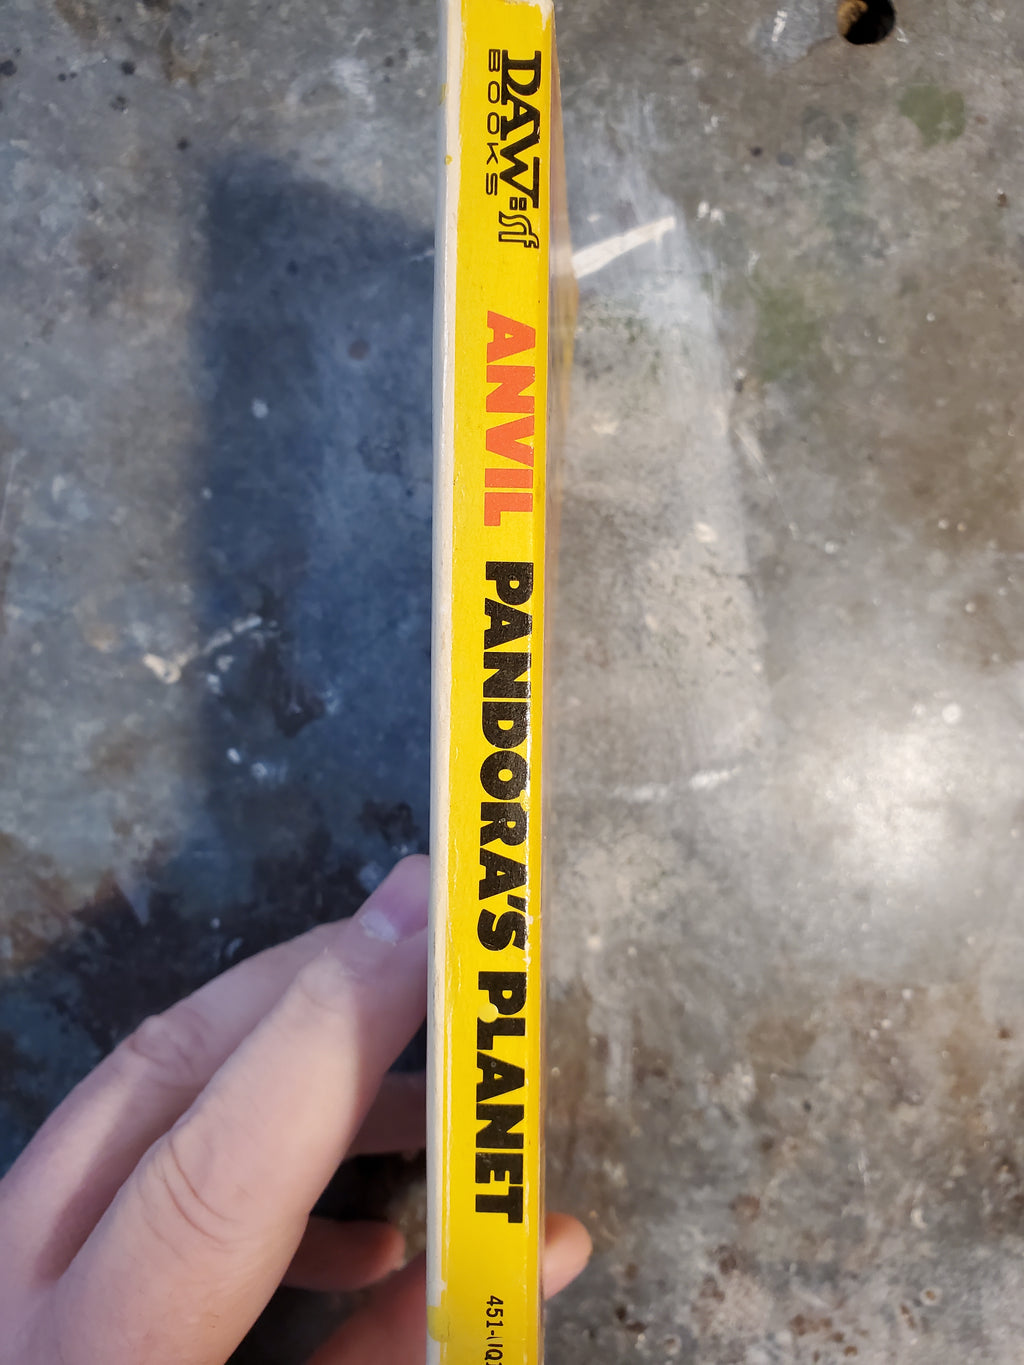 DAW:sf
BOOKS
ANVIL
PANDORA'S PLANET